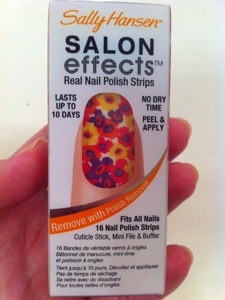 Sally Hansen
SALON
effects™
Real Nail Polish Strips
LASTS
UP TO
10 DAYS
NO DRY
TIME
PEEL &
APPLY
Remove with Polish Remover
Fits All Nails
16 Nail Polish Strips
Cuticle Stick, Mini File & Buffer
16 Bandes de véritable vernis à ongles
Bâtonnet de manucure, mini-lime
et polissoir à ongles
Tient jusqu'à 10 jours, Décollez et appliquez
Pas de temps de séchage
Se retire avec du dissolvant
Pour toutes tailles d'ongles